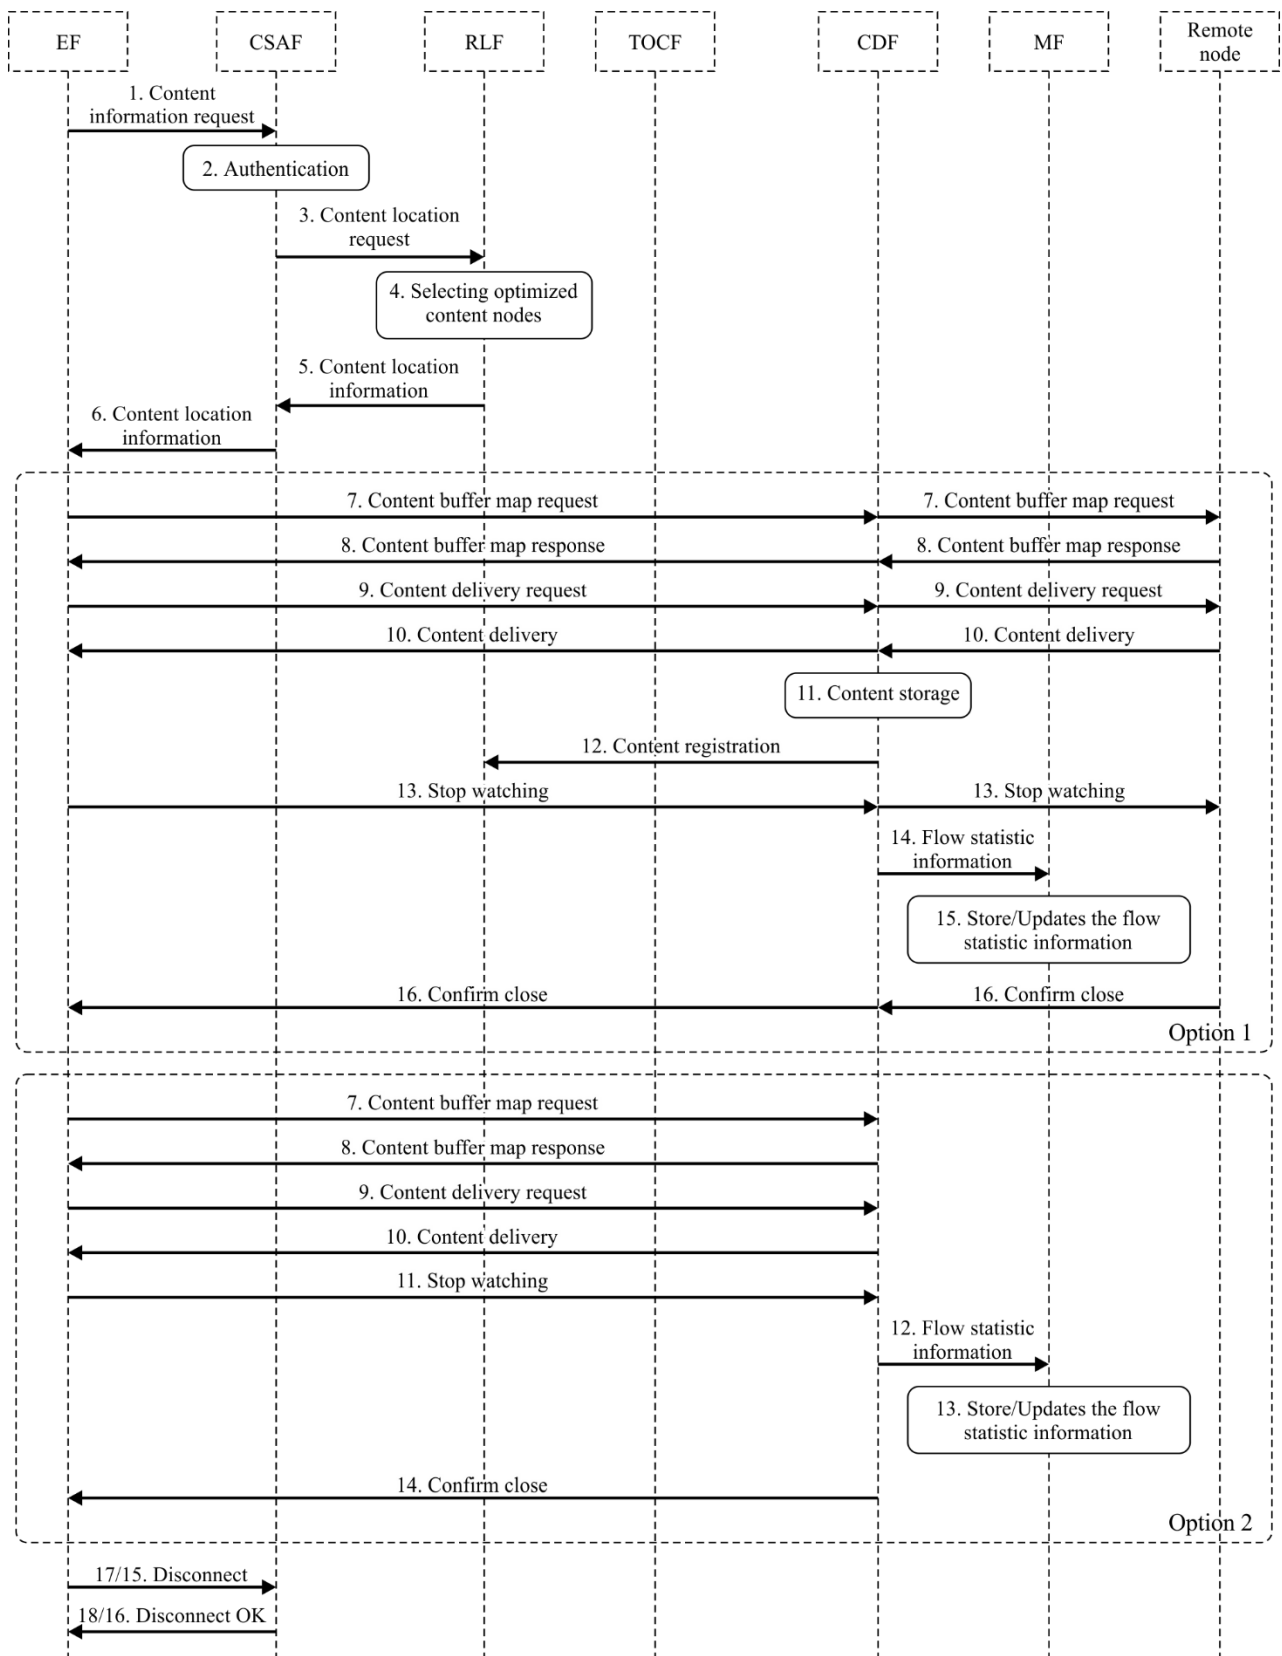 EF
CSAF
RLF
TOCF
CDF
MF
Remote
node
1. Content
information request
2. Authentication
3. Content location
request
4. Selecting optimized
content nodes
5. Content location
information
6. Content location
information
7. Content buffer map request
7. Content buffer map request
8. Content buffer map response
8. Content buffer map response
9. Content delivery request
9. Content delivery request
10. Content delivery
10. Content delivery
11. Content storage
12. Content registration
13. Stop watching
13. Stop watching
14. Flow statistic
information
15. Store/Updates the flow
statistic information
16. Confirm close
16. Confirm close
Option 1
7. Content buffer map request
8. Content buffer map response
9. Content delivery request
10. Content delivery
11. Stop watching
12. Flow statistic
information
13. Store/Updates the flow
statistic information
14. Confirm close
Option 2
17/15. Disconnect
18/16. Disconnect OK